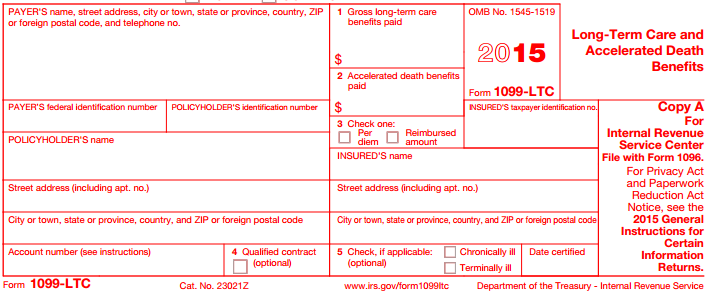 PAYER'S name, street address, city or town, state or province, country, ZIP
or foreign postal code, and telephone no.
1 Gross long-term care
benefits paid
$
2 Accelerated death benefits
paid
$
OMB No. 1545-1519
2015
Form 1099-LTC
Long-Term Care and
Accelerated Death
Benefits
PAYER'S federal identification number
POLICYHOLDER'S identification number
3 Check one:
Per
diem
Reimbursed
amount
INSURED'S taxpayer identification no.
Copy A
For
Internal Revenue
Service Center
File with Form 1096.
For Privacy Act
and Paperwork
Reduction Act
Notice, see the
2015 General
Instructions for
Certain
Information
Returns.
POLICYHOLDER'S name
INSURED'S name
Street address (including apt. no.)
Street address (including apt. no.)
City or town, state or province, country, and ZIP or foreign postal code
City or town, state or province, country, and ZIP or foreign postal code
Account number (see instructions)
4 Qualified contract
(optional)
5 Check, if applicable:
(optional)
Chronically ill
Terminally ill
Date certified
Form 1099-LTC
Cat. No. 23021Z
www.irs.gov/form1099ltc
Department of the Treasury - Internal Revenue Service